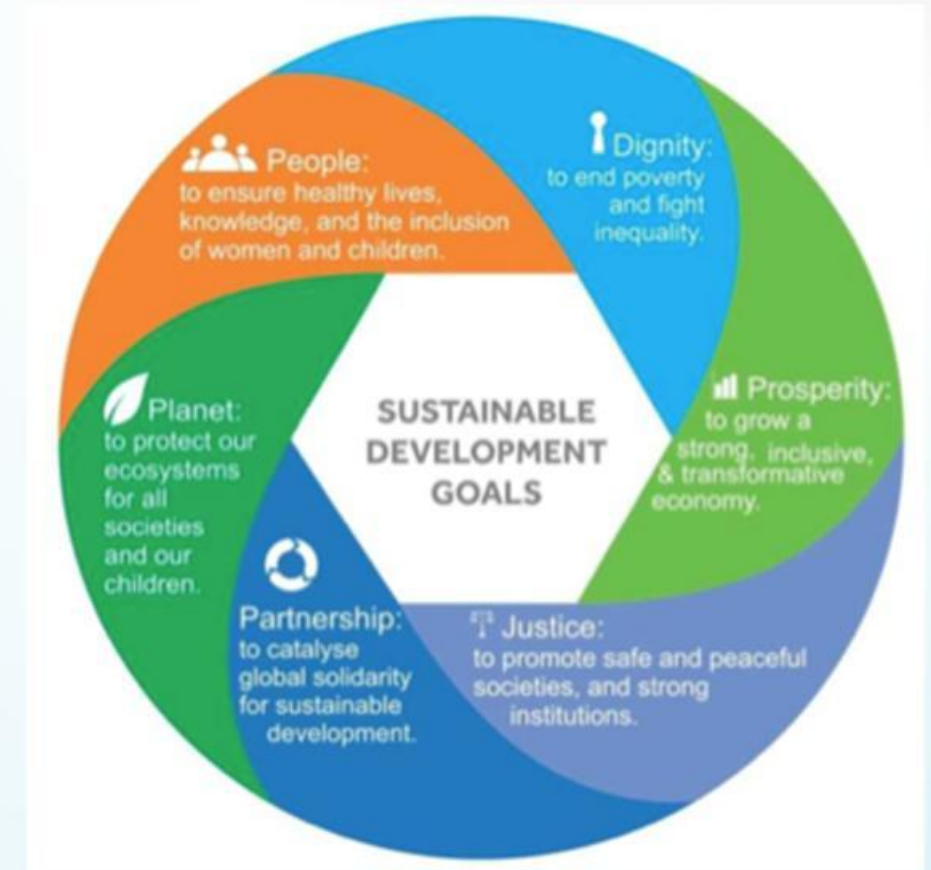 People:
to ensure healthy lives,
knowledge, and the inclusion
of women and children.
Dignity:
to end poverty
and fight
inequality.
Prosperity:
to grow a
strong, inclusive,
& transformative
economy.
Justice:
to promote safe and peaceful
societies, and strong
institutions.
Partnership:
to catalyse
global solidarity
for sustainable
development.
Planet:
to protect our
ecosystems
for all
societies
and our
children.
SUSTAINABLE
DEVELOPMENT
GOALS